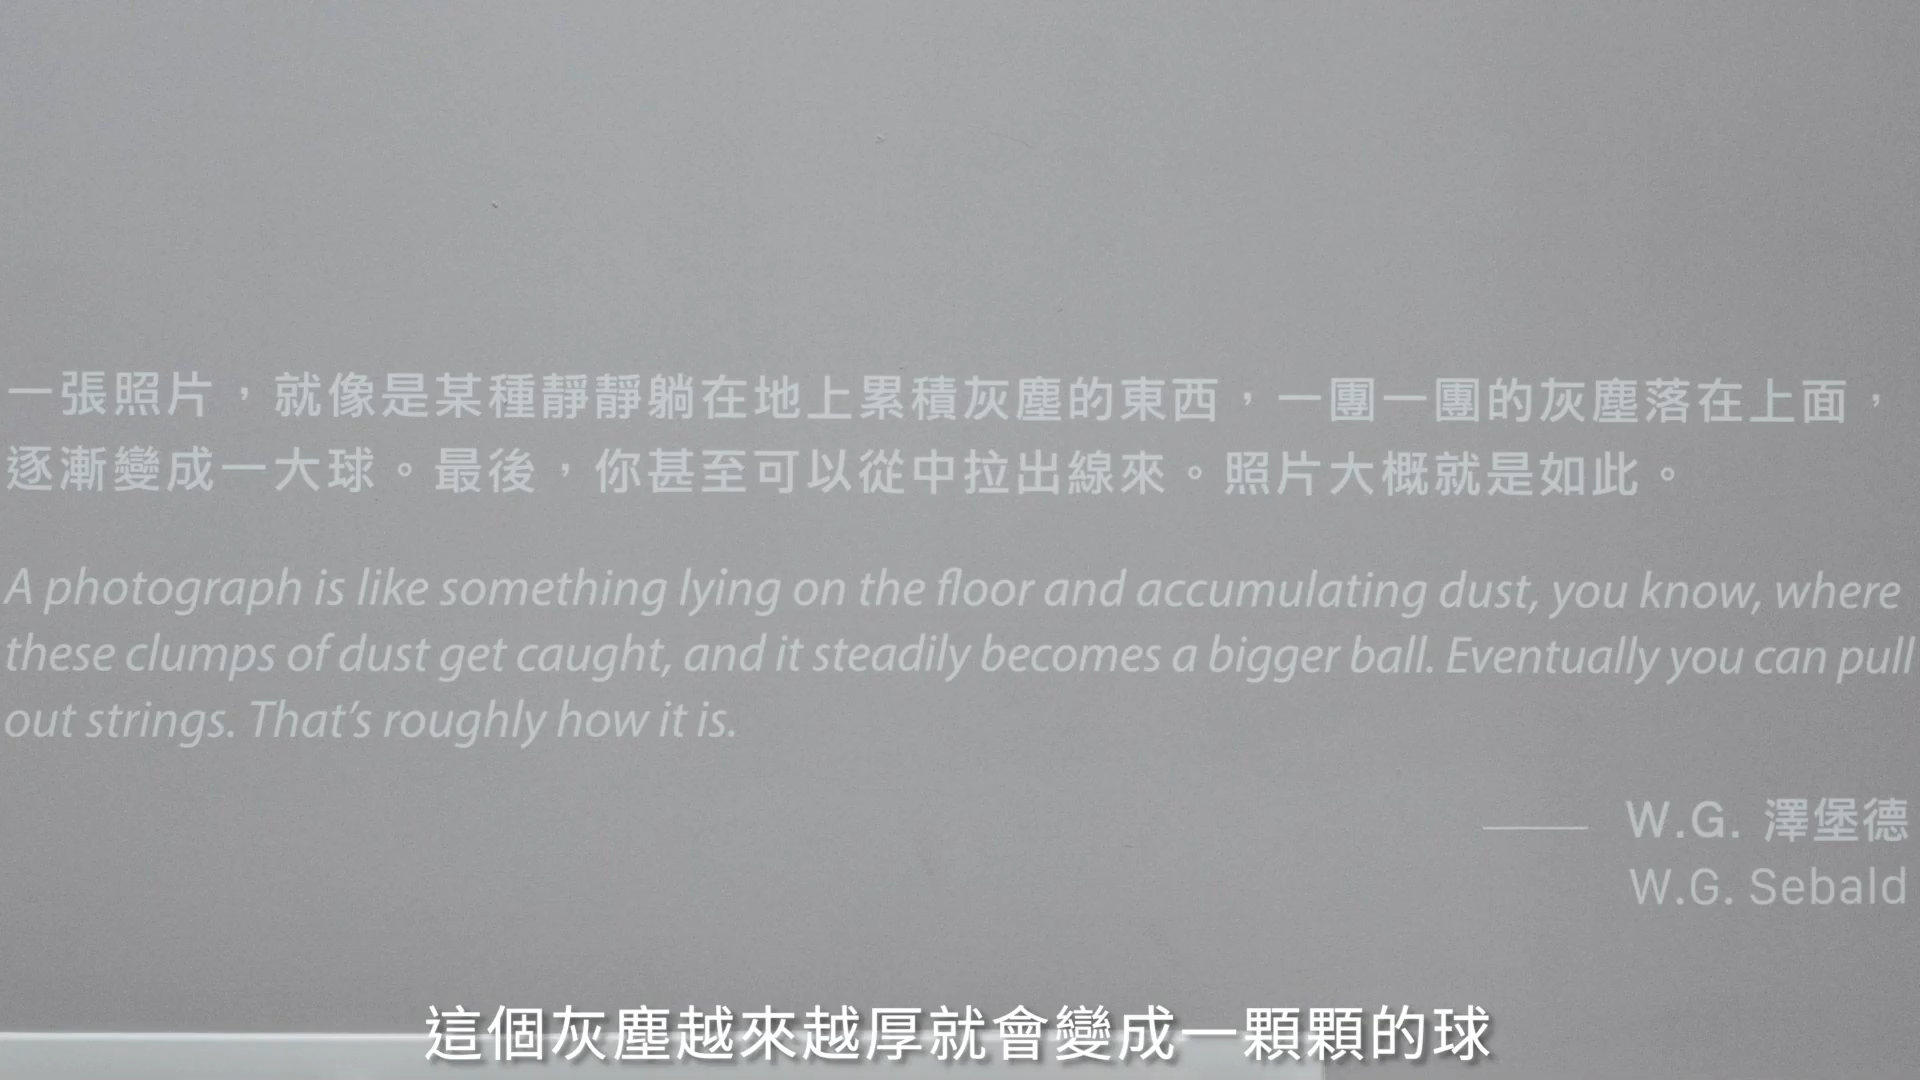 一張照片，就像是某種靜靜躺在地上累積灰塵的東西，一團一團的灰塵落在上面，
逐漸變成一大球。最後，你甚至可以從中拉出線來。照片大概就是如此。
A photograph is like something lying on the floor and accumulating dust, you know, where
these clumps of dust get caught, and it steadily becomes a bigger ball. Eventually you can pull
out strings. That’s roughly how it is.
—— W.G. 澤堡德
W.G. Sebald
這個灰塵越來越厚就會變成一顆顆的球